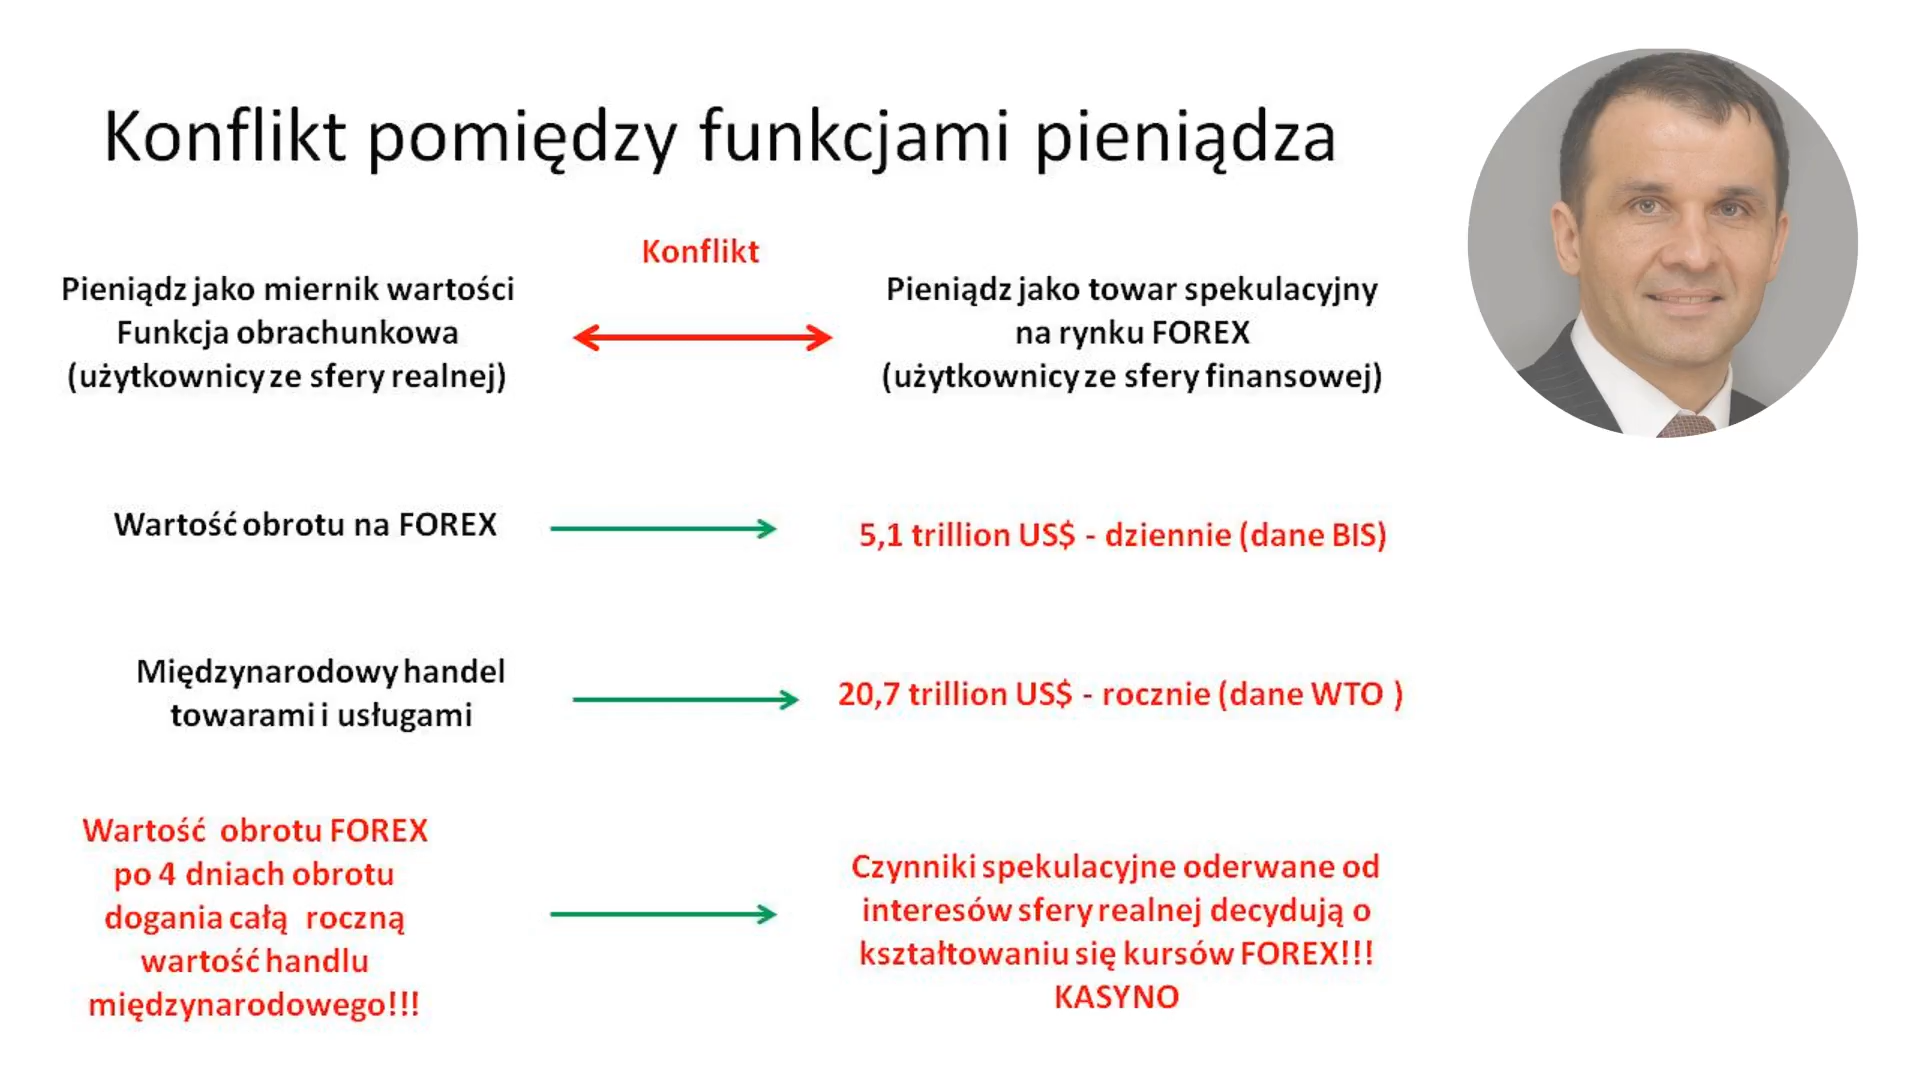 Konflikt pomiędzy funkcjami pieniądza
Konflikt
Pieniądz jako miernik wartości
Funkcja obrachunkowa
(użytkownicy ze sfery realnej)
Pieniądz jako towar spekulacyjny
na rynku FOREX
(użytkownicy ze sfery finansowej)
Wartość obrotu na FOREX
5,1 trillion US$ - dziennie (dane BIS)
Międzynarodowy handel
towarami i usługami
20,7 trillion US$ - rocznie (dane WTO )
Wartość obrotu FOREX
po 4 dniach obrotu
dogania całą roczną
wartość handlu
międzynarodowego!!!
Czynniki spekulacyjne oderwane od
interesów sfery realnej decydują o
kształtowaniu się kursów FOREX!!!
KASYNO